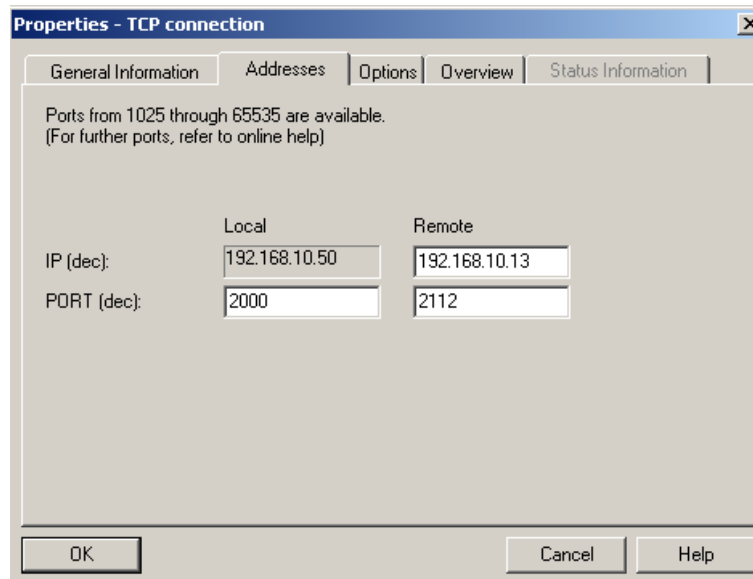 Properties - TCP connection
General Information Addresses Options Overview Status Information
Ports from 1025 through 65535 are available.
(For further ports, refer to online help)
Local Remote
IP (dec): 192.168.10.50 192.168.10.13
PORT (dec): 2000 2112
OK Cancel Help